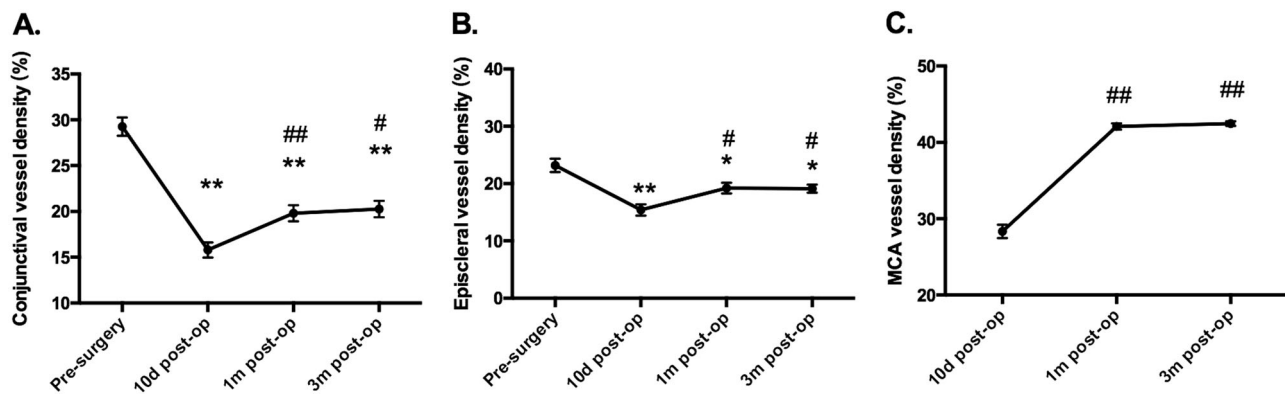 A.
Conjunctival vessel density (%)
35
30
25
20
15
10
**
##
**
#
**
Pre-surgery
10d post-op
1m post-op
3m post-op
B.
Episcleral vessel density (%)
40
30
20
10
0
**
#
*
#
*
Pre-surgery
10d post-op
1m post-op
3m post-op
C.
MCA vessel density (%)
50
40
30
20
##
##
10d post-op
1m post-op
3m post-op